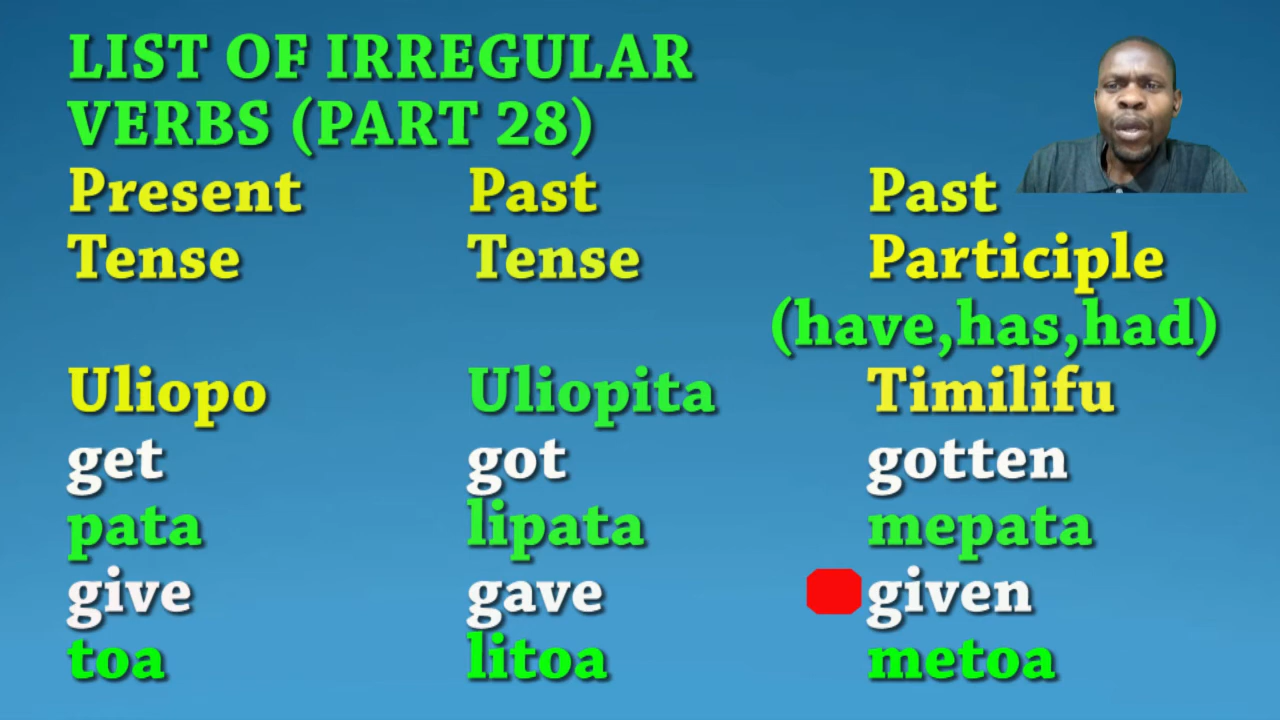 LIST OF IRREGULAR
VERBS (PART 28)
Present Past Past
Tense Tense Participle
(have,has,had)
Uliopo Uliopita Timilifu
get got gotten
pata lipata mepata
give gave given
toa litoa metoa